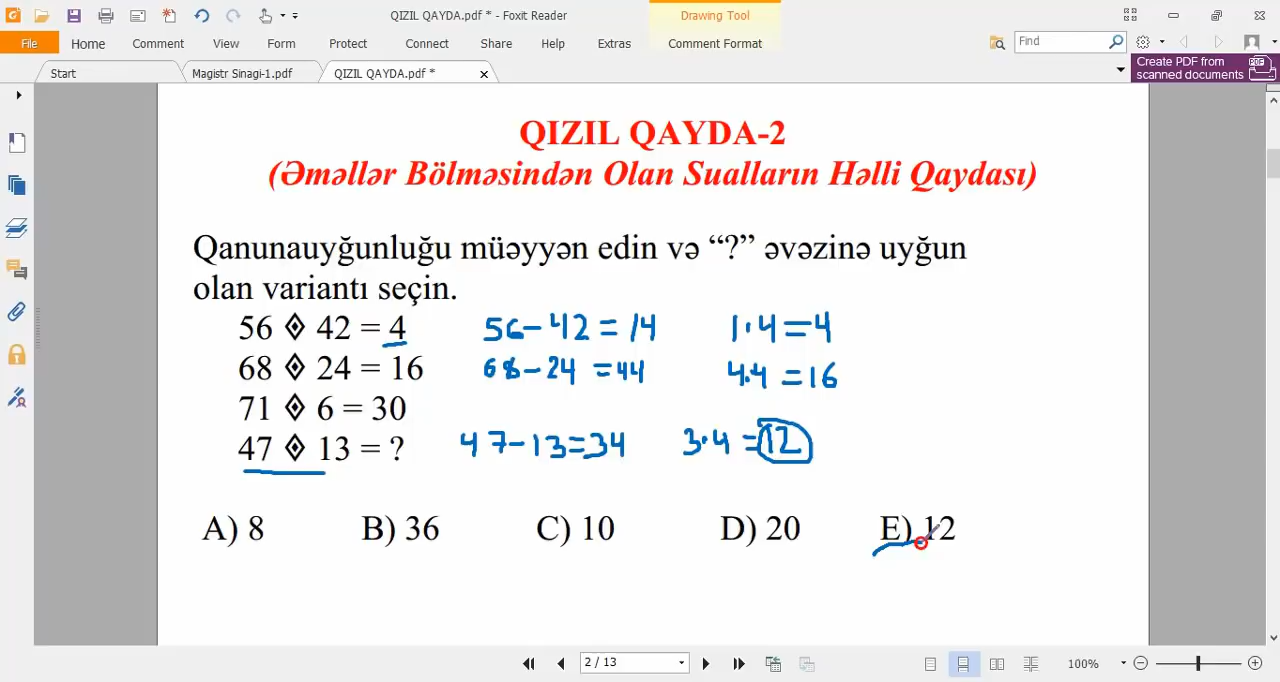 QIZIL QAYDA.pdf * - Foxit Reader
Drawing Tool
File Home Comment View Form Protect Connect Share Help Extras Comment Format
Find
Create PDF from
scanned documents
PDF
Start Magistr Sinagi-1.pdf QIZIL QAYDA.pdf *
QIZIL QAYDA-2
(Əməllər Bölməsindən Olan Sualların Həlli Qaydası)
Qanunauyğunluğu müəyyən edin və “?” əvəzinə uyğun
olan variantı seçin.
56 ◊ 42 = 4 56-42=14 1·4=4
68 ◊ 24 = 16 68-24=44 4·4=16
71 ◊ 6 = 30
47 ◊ 13 = ? 47-13=34 3·4=12
A) 8 B) 36 C) 10 D) 20 E) 12
2 / 13 100%